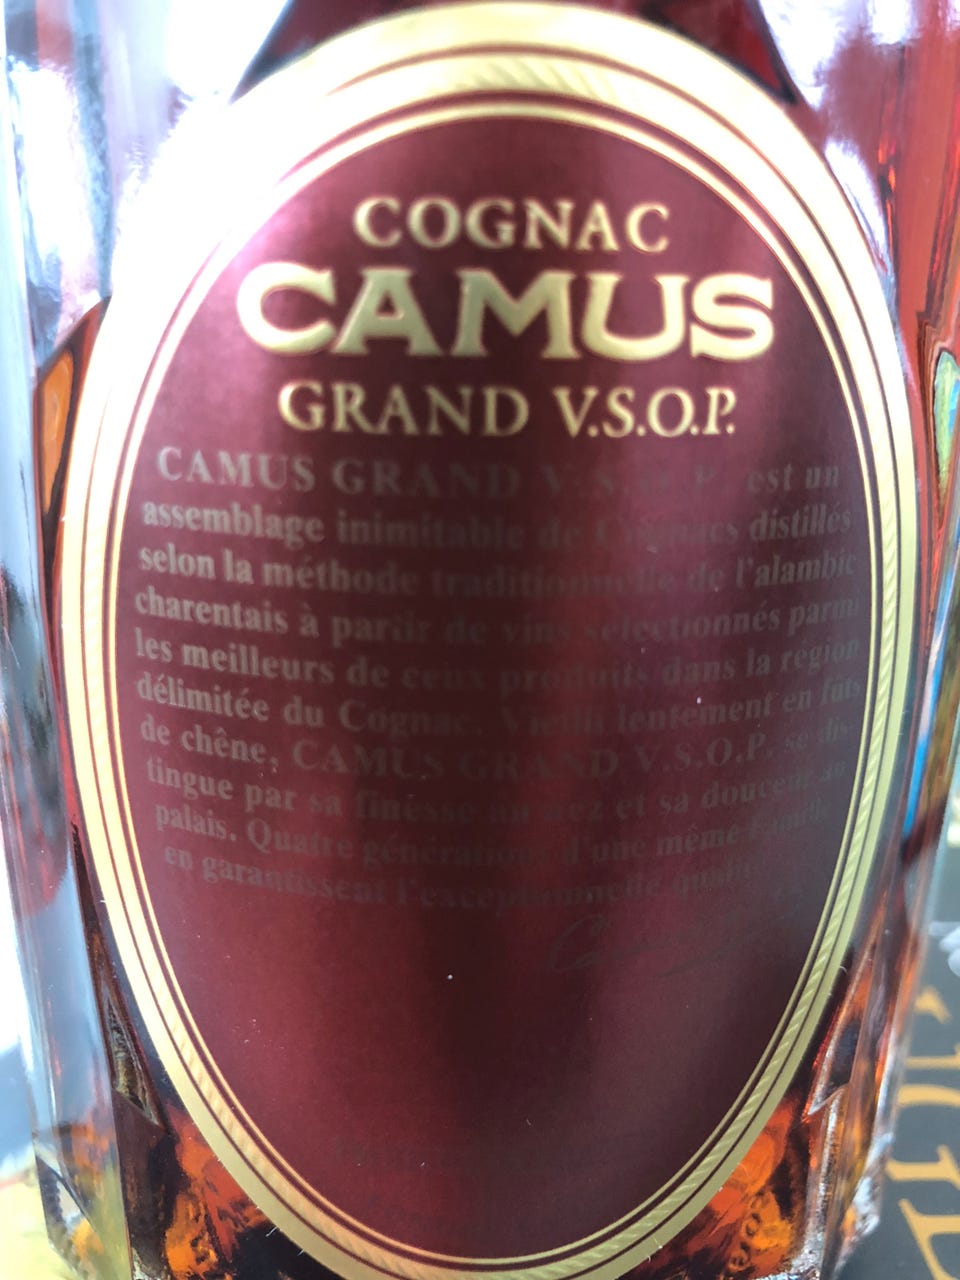 COGNAC
CAMUS
GRAND V.S.O.P.
CAMUS GRAND V.S.O.P. est un
assemblage inimitable de Cognacs distillés
selon la méthode traditionnelle de l'alambic
charentais à partir de vins sélectionnés parmi
les meilleurs de ceux produits dans la région
délimitée du Cognac. Vieilli lentement en fûts
de chêne, CAMUS GRAND V.S.O.P. se dis-
tingue par sa finesse au nez et sa douceur au
palais. Quatre générations d'une même famille
en garantissent l'exceptionnelle qualité